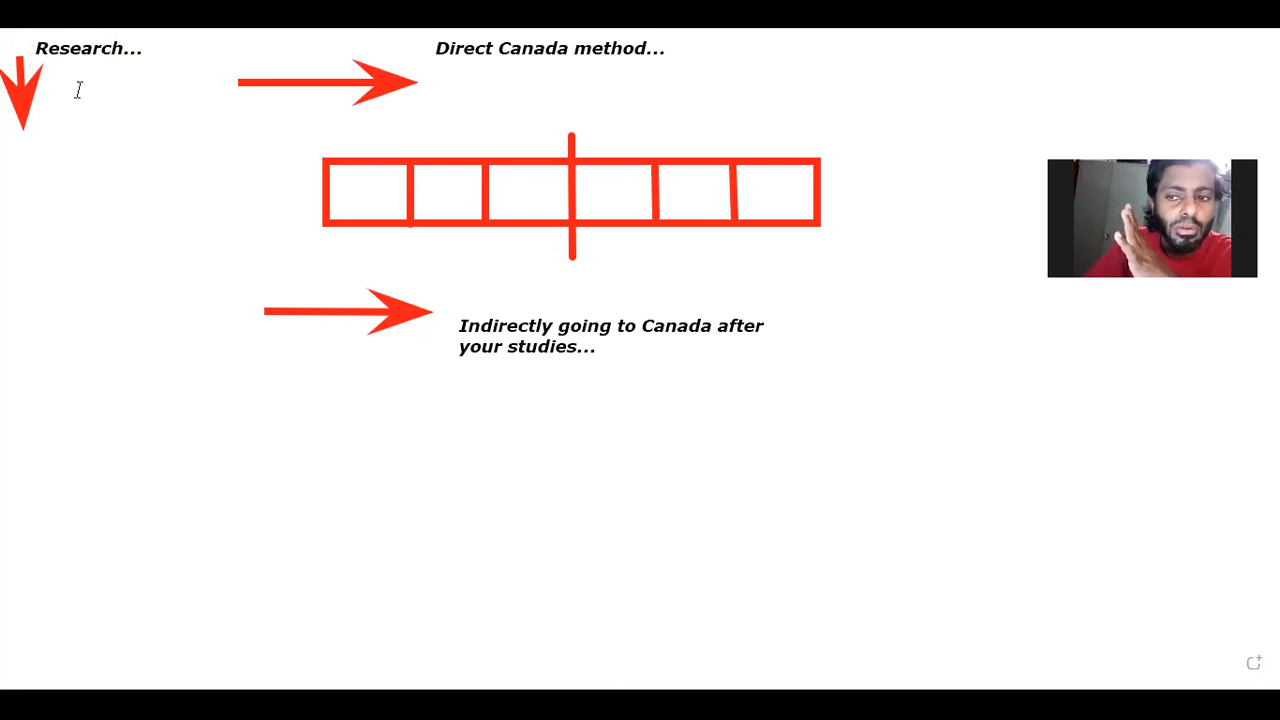 Research...
Direct Canada method...
Indirectly going to Canada after
your studies...